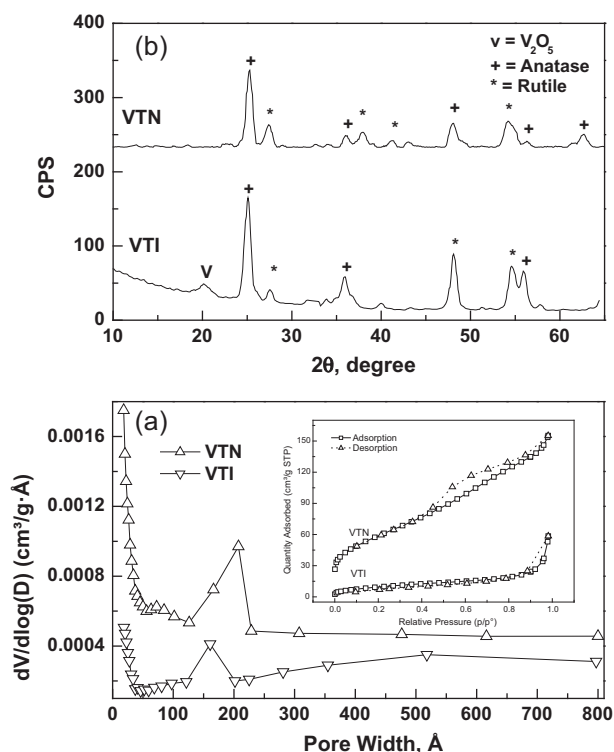 (b)
v = V₂O₅
+ = Anatase
* = Rutile
VTN
VTI
+
*
+
*
*
+
*
+
+
v
+
*
+
*
*
+
CPS
400
300
200
100
0
10 20 30 40 50 60
2θ, degree
(a)
VTN
VTI
dV/dlog(D) (cm³/g·Å)
0.0016
0.0012
0.0008
0.0004
0 100 200 300 400 500 600 700 800
Pore Width, Å
Adsorption
Desorption
Quantity Adsorbed (cm³/g STP)
150
120
90
60
30
0
VTN
VTI
0.0 0.2 0.4 0.6 0.8 1.0
Relative Pressure (p/p°)